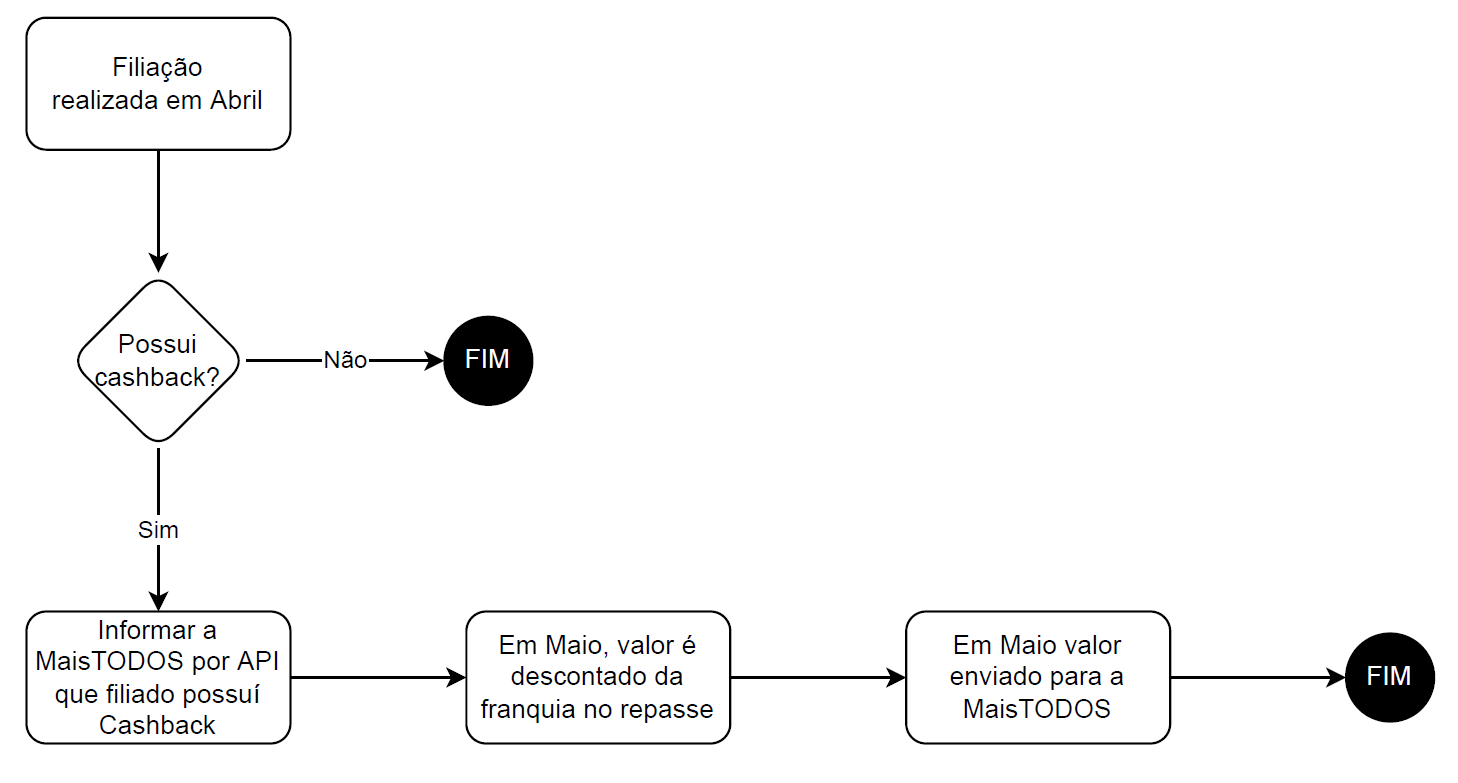 Filiação
realizada em Abril
Possui
cashback?
Não
FIM
Sim
Informar a
MaisTODOS por API
que filiado possuí
Cashback
Em Maio, valor é
descontado da
franquia no repasse
Em Maio valor
enviado para a
MaisTODOS
FIM